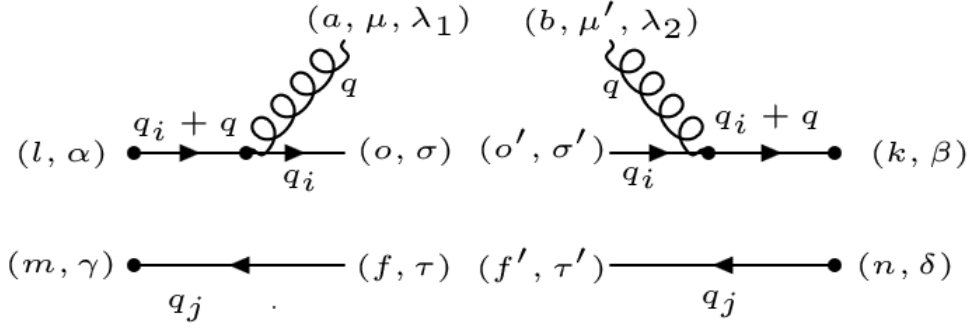 (a, μ, λ₁) (b, μ′, λ₂)
q q
qᵢ + q qᵢ + q
(l, α) (o, σ) (o′, σ′) (k, β)
qᵢ qᵢ
(m, γ) (f, τ) (f′, τ′) (n, δ)
qⱼ . qⱼ